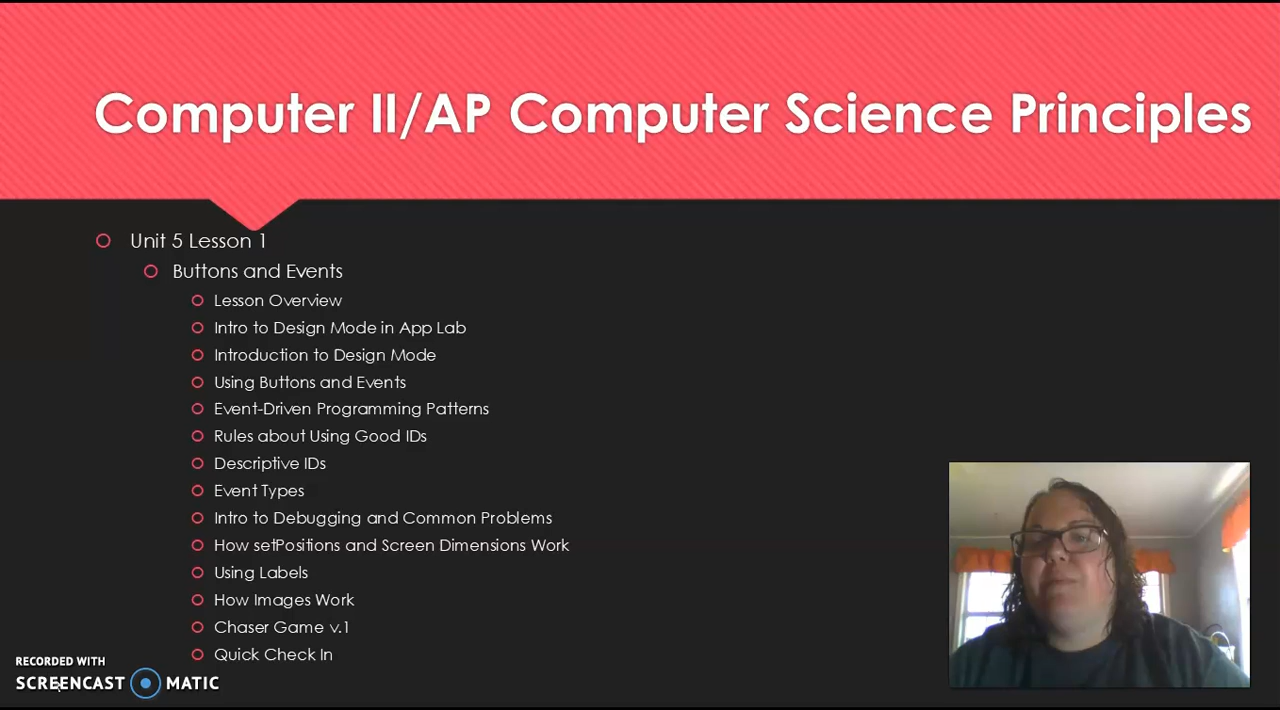 Computer II/AP Computer Science Principles
Unit 5 Lesson 1
Buttons and Events
Lesson Overview
Intro to Design Mode in App Lab
Introduction to Design Mode
Using Buttons and Events
Event-Driven Programming Patterns
Rules about Using Good IDs
Descriptive IDs
Event Types
Intro to Debugging and Common Problems
How setPositions and Screen Dimensions Work
Using Labels
How Images Work
Chaser Game v.1
Quick Check In
RECORDED WITH
SCREENCAST MATIC